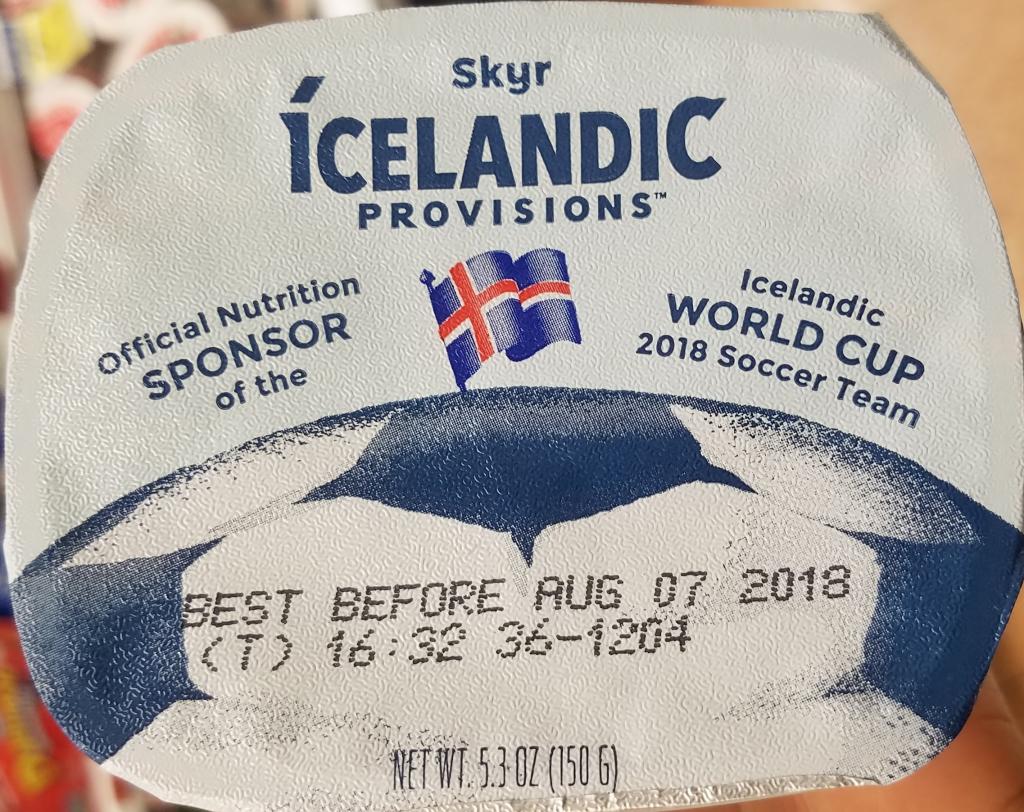 Skyr
ÍCELANDIC
PROVISIONS™
Official Nutrition
SPONSOR
of the
Icelandic
WORLD CUP
2018 Soccer Team
BEST BEFORE AUG 07 2018
(T) 16:32 36-1204
NET WT. 5.3 OZ (150 G)